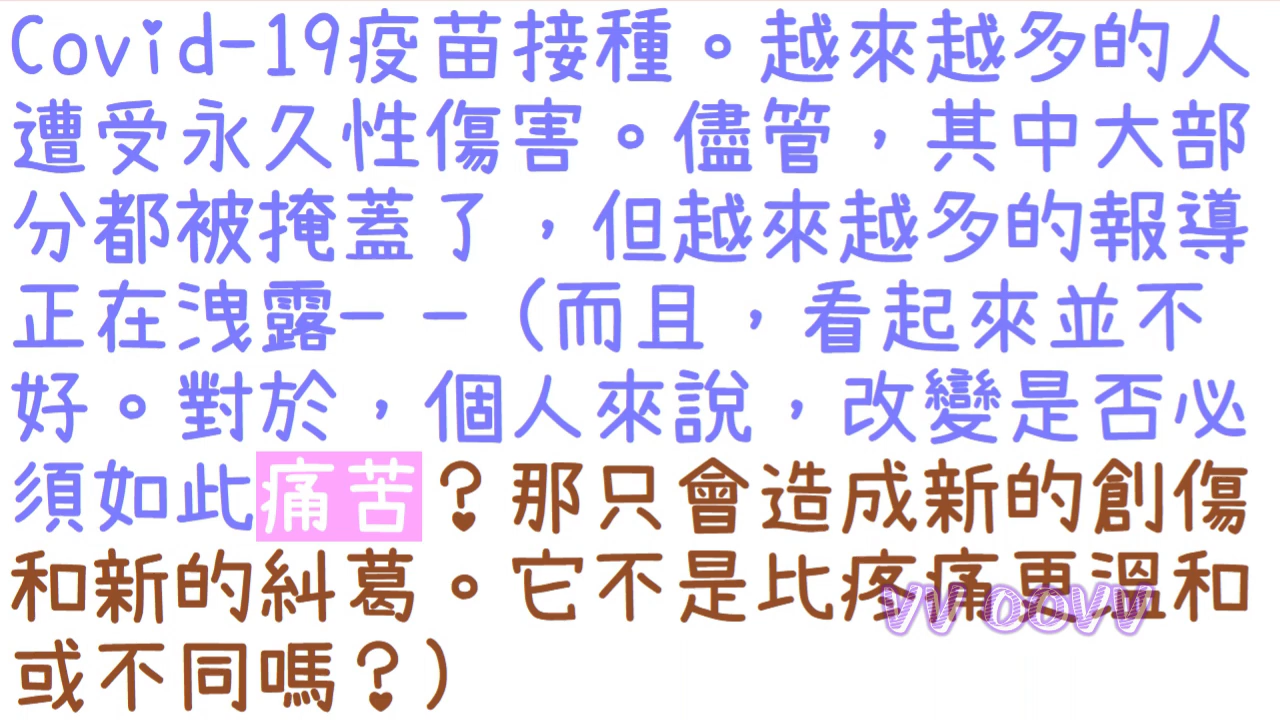 Covid-19疫苗接種。越來越多的人
遭受永久性傷害。儘管，其中大部
分都被掩蓋了，但越來越多的報導
正在洩露－－（而且，看起來並不
好。對於，個人來說，改變是否必
須如此痛苦？那只會造成新的創傷
和新的糾葛。它不是比疼痛更溫和
或不同嗎？）
vv oovv